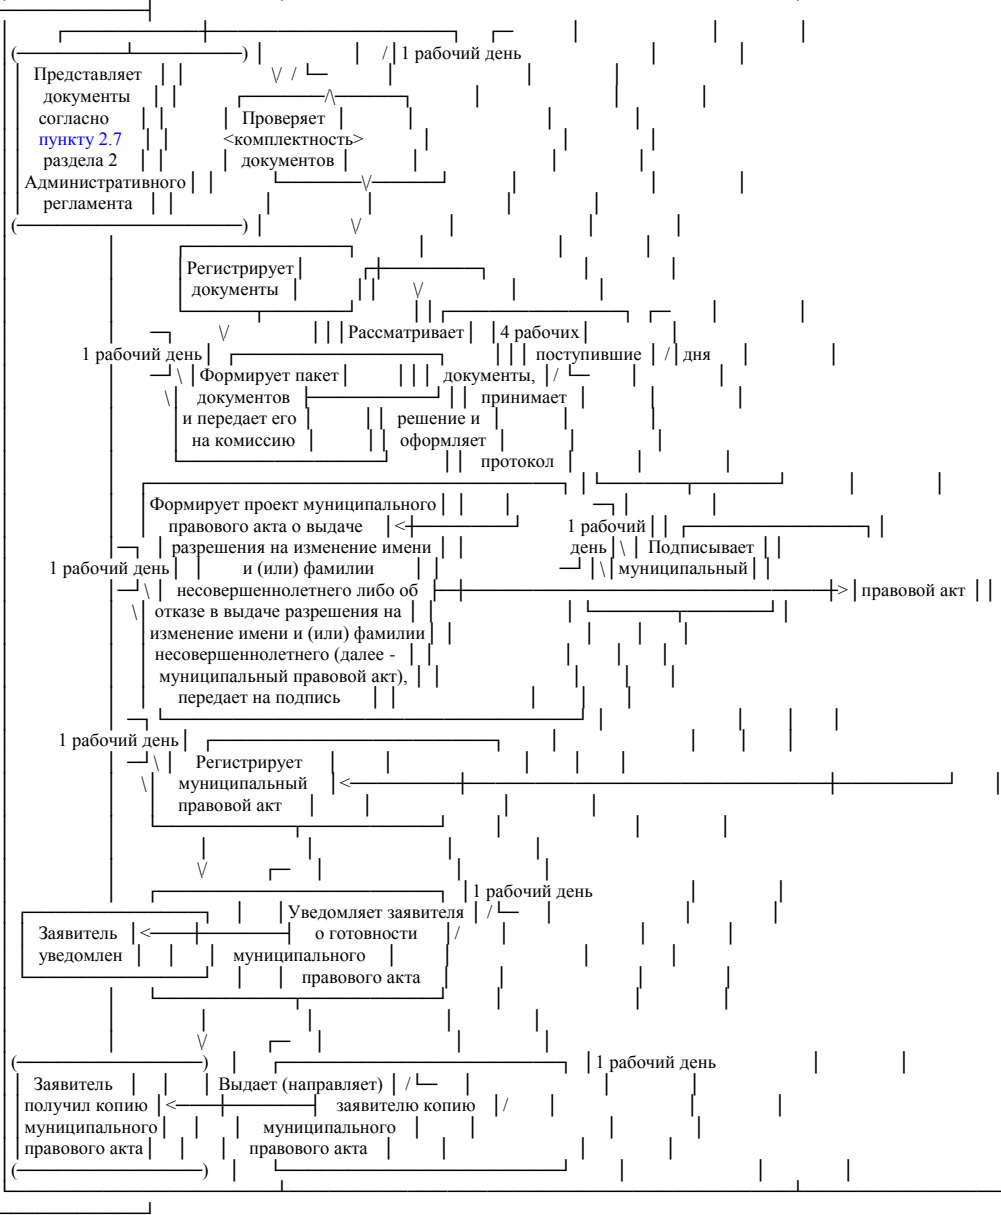 1 рабочий день
Представляет
документы
согласно Проверяет
пункту 2.7 <комплектность>
раздела 2 документов
Административного
регламента
Регистрирует
документы
Рассматривает 4 рабочих
1 рабочий день поступившие дня
Формирует пакет документы,
документов принимает
и передает его решение и
на комиссию оформляет
протокол
Формирует проект муниципального
правового акта о выдаче 1 рабочий
разрешения на изменение имени день Подписывает
1 рабочий день и (или) фамилии муниципальный
несовершеннолетнего либо об правовой акт
отказе в выдаче разрешения на
изменение имени и (или) фамилии
несовершеннолетнего (далее -
муниципальный правовой акт),
передает на подпись
1 рабочий день
Регистрирует
муниципальный
правовой акт
1 рабочий день
Уведомляет заявителя
Заявитель о готовности
уведомлен муниципального
правового акта
1 рабочий день
Заявитель Выдает (направляет)
получил копию заявителю копию
муниципального муниципального
правового акта правового акта